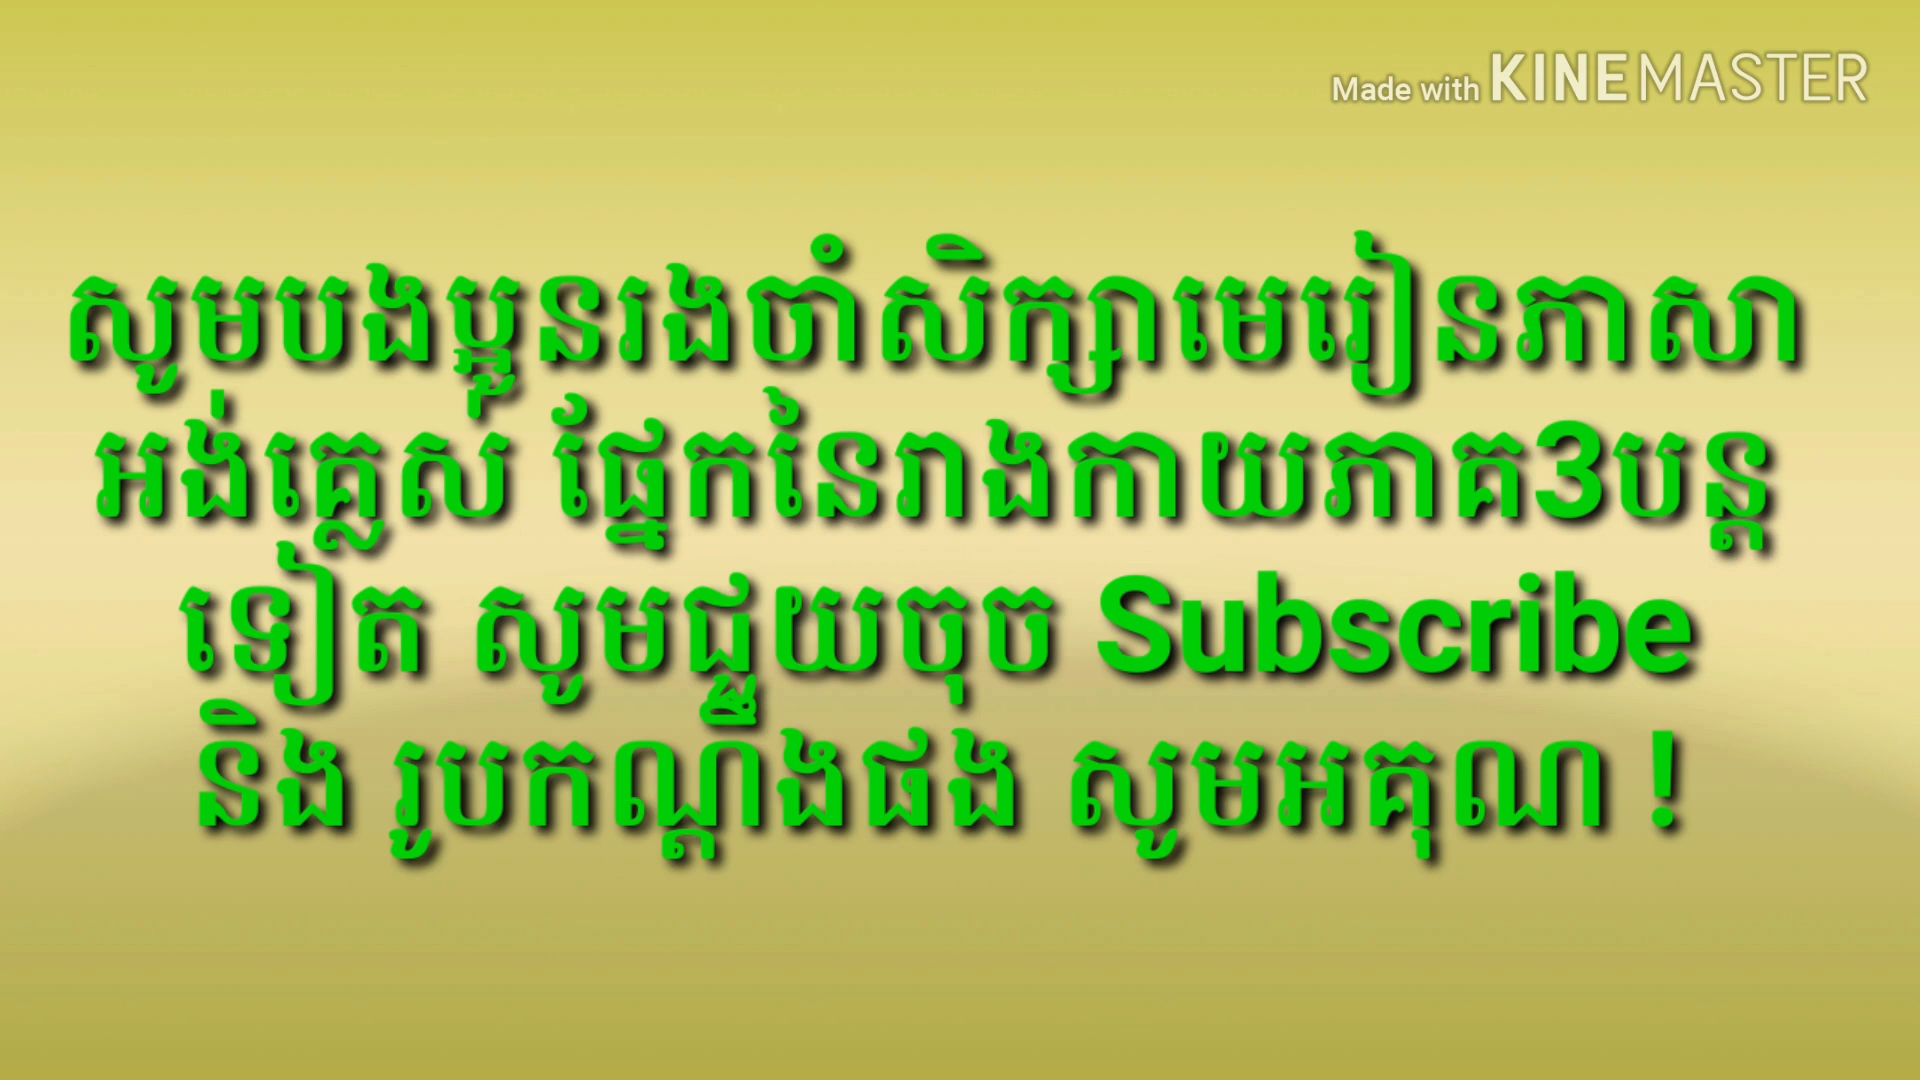 Made with KINEMASTER
សូមបងប្អូនរងចាំសិក្សាមេរៀនភាសា
អង់គ្លេស ផ្នែកនៃរាងកាយភាគ3បន្ត
ទៀត សូមជួយចុច Subscribe
និង រូបកណ្ដឹងផង សូមអគុណ !